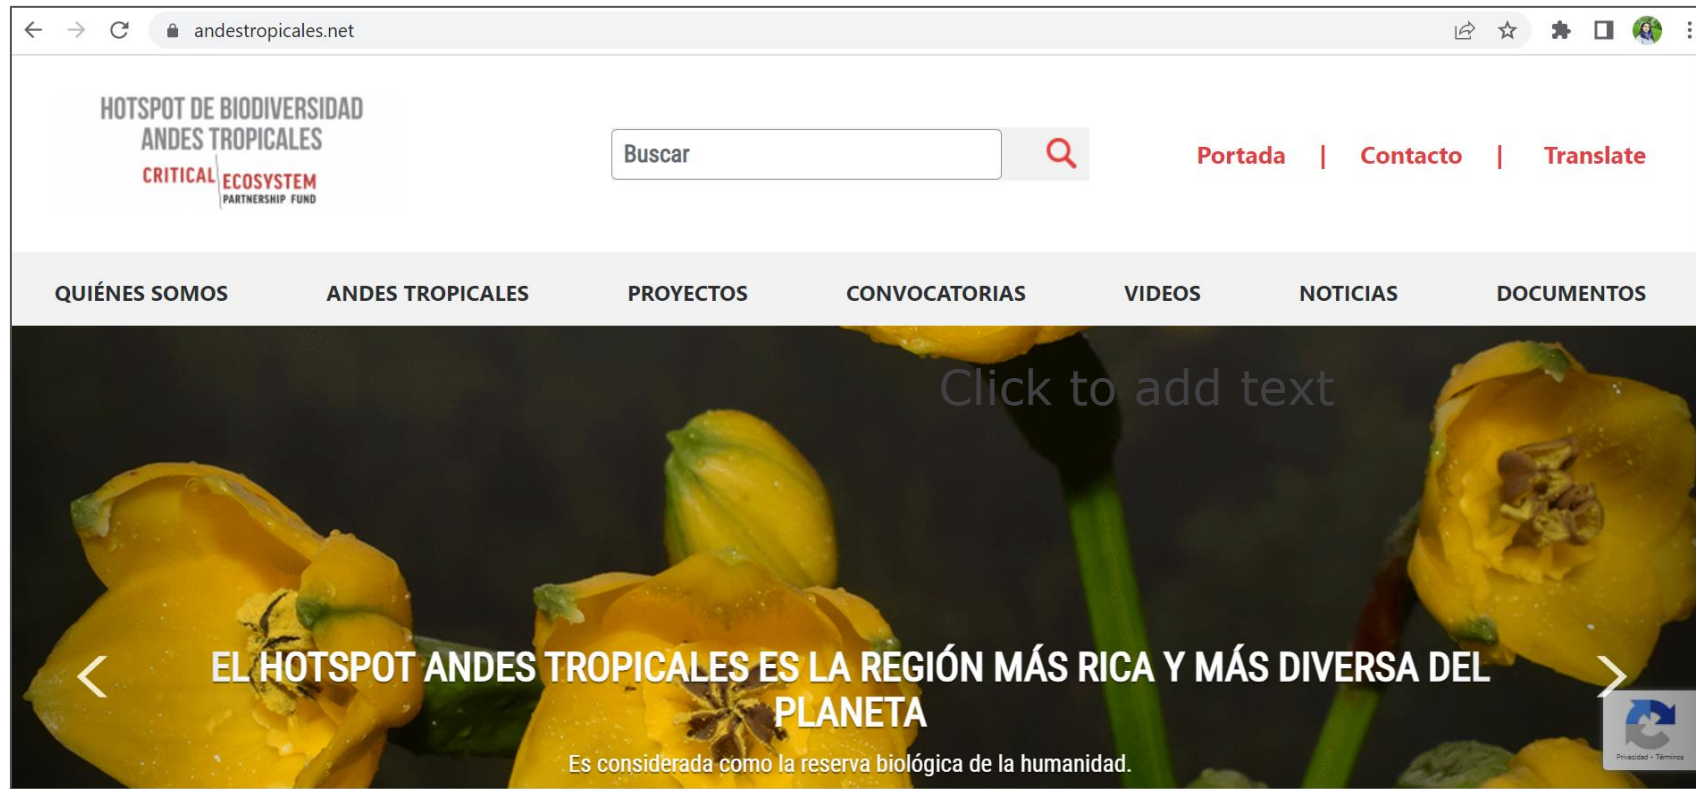 andestropicales.net
HOTSPOT DE BIODIVERSIDAD
ANDES TROPICALES
CRITICAL ECOSYSTEM
PARTNERSHIP FUND
Buscar
Portada | Contacto | Translate
QUIÉNES SOMOS ANDES TROPICALES PROYECTOS CONVOCATORIAS VIDEOS NOTICIAS DOCUMENTOS
Click to add text
EL HOTSPOT ANDES TROPICALES ES LA REGIÓN MÁS RICA Y MÁS DIVERSA DEL
PLANETA
Es considerada como la reserva biológica de la humanidad.
Privacidad - Términos